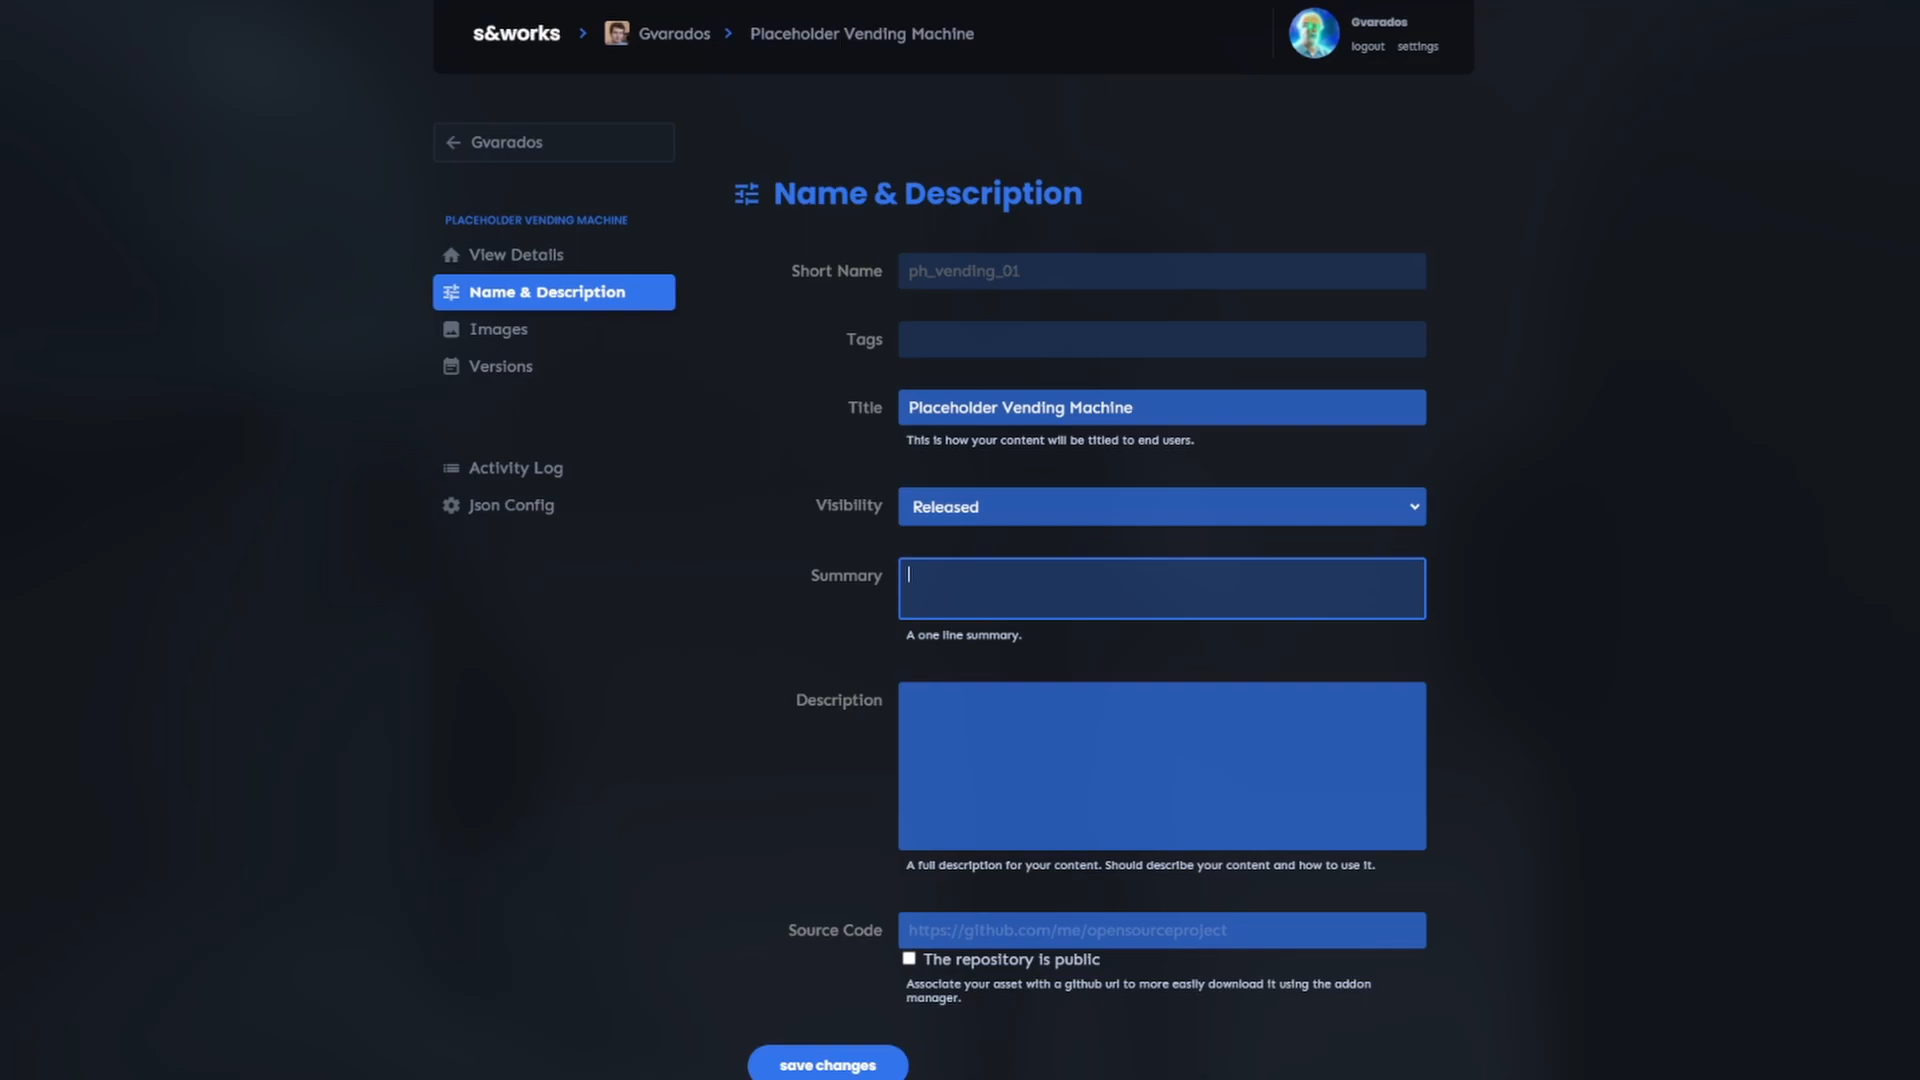 s&works > Gvarados > Placeholder Vending Machine
Gvarados
logout settings
Gvarados
PLACEHOLDER VENDING MACHINE
View Details
Name & Description
Images
Versions
Activity Log
Json Config
Name & Description
Short Name ph_vending_01
Tags
Title Placeholder Vending Machine
This is how your content will be titled to end users.
Visibility Released
Summary
A one line summary.
Description
A full description for your content. Should describe your content and how to use it.
Source Code https://github.com/me/opensourceproject
The repository is public
Associate your asset with a github url to more easily download it using the addon
manager.
save changes